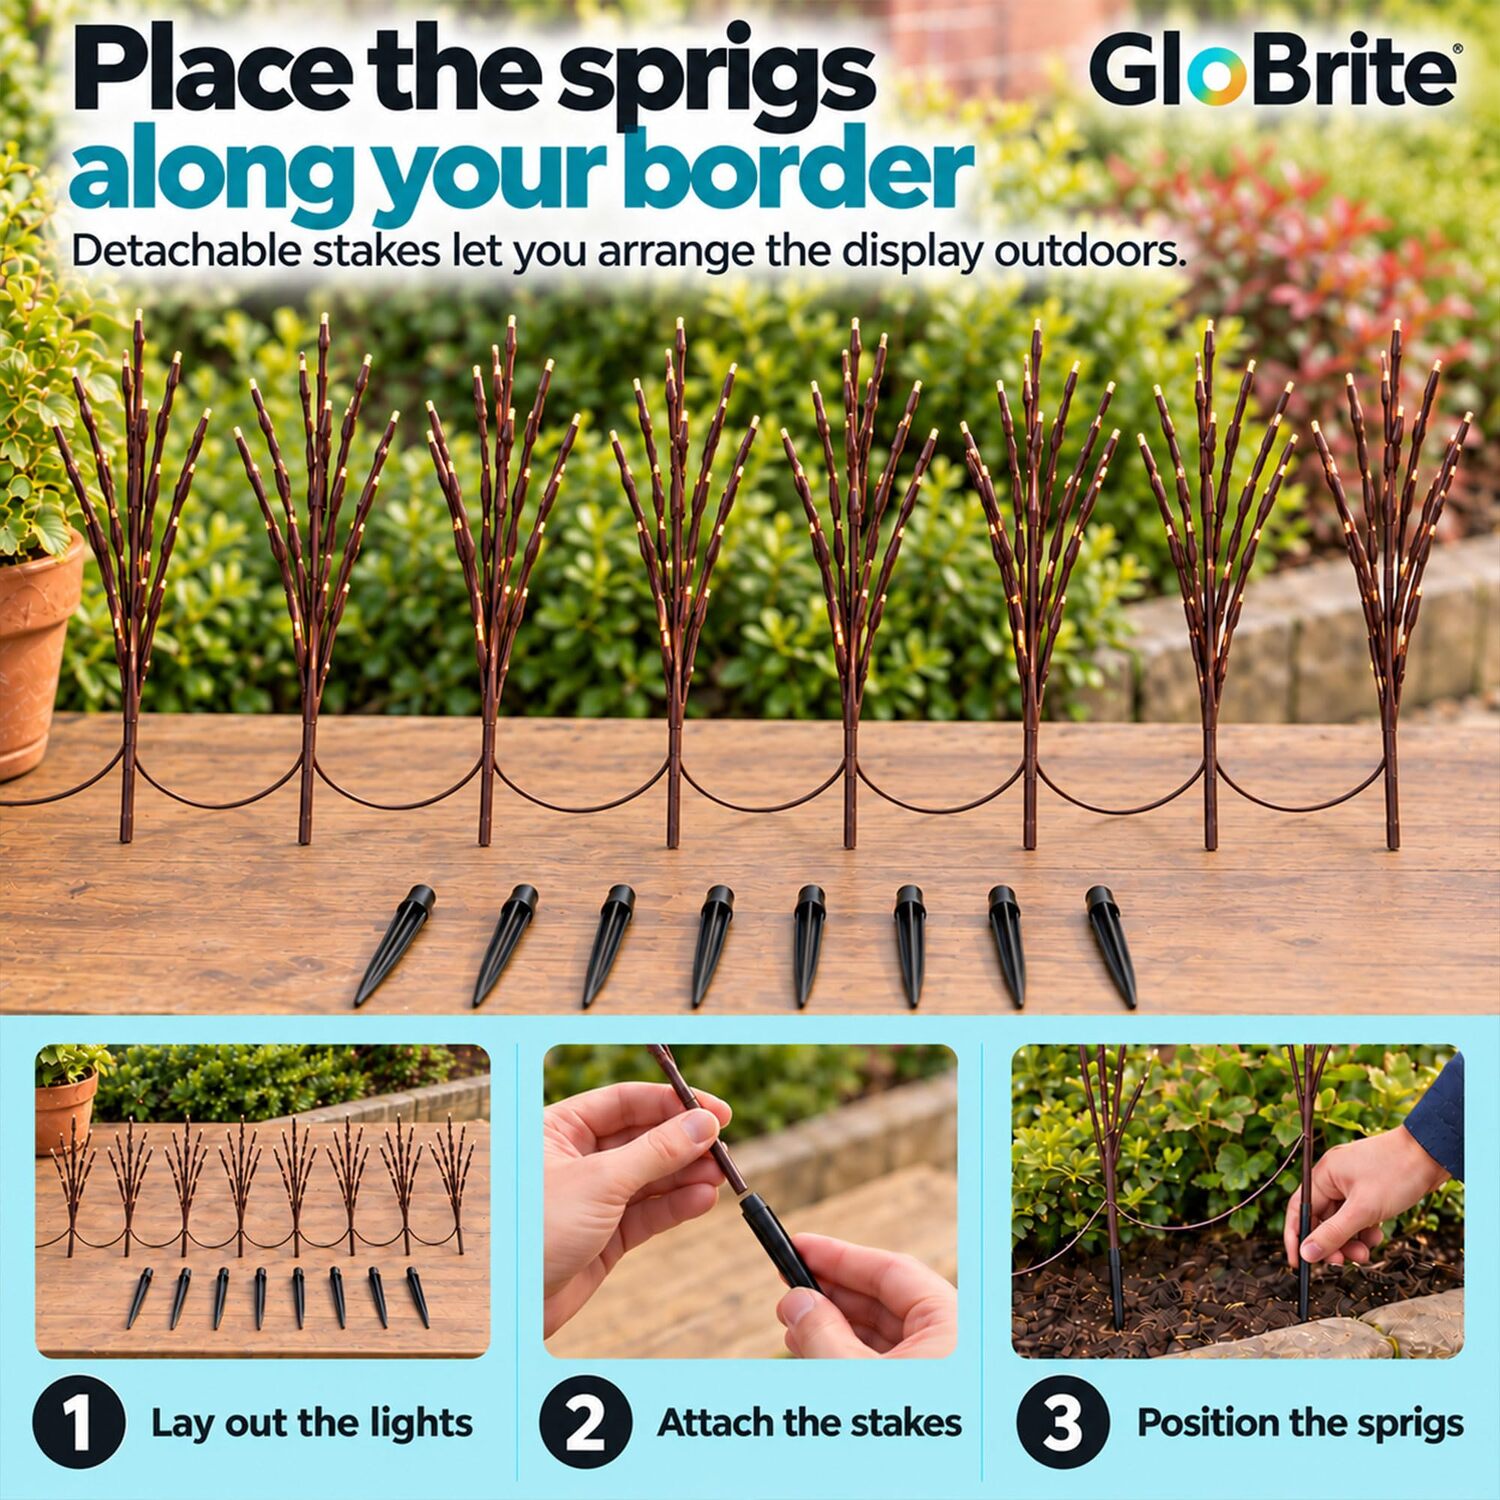 Place the sprigs
along your border
Detachable stakes let you arrange the display outdoors.
GloBrite®
1 Lay out the lights
2 Attach the stakes
3 Position the sprigs